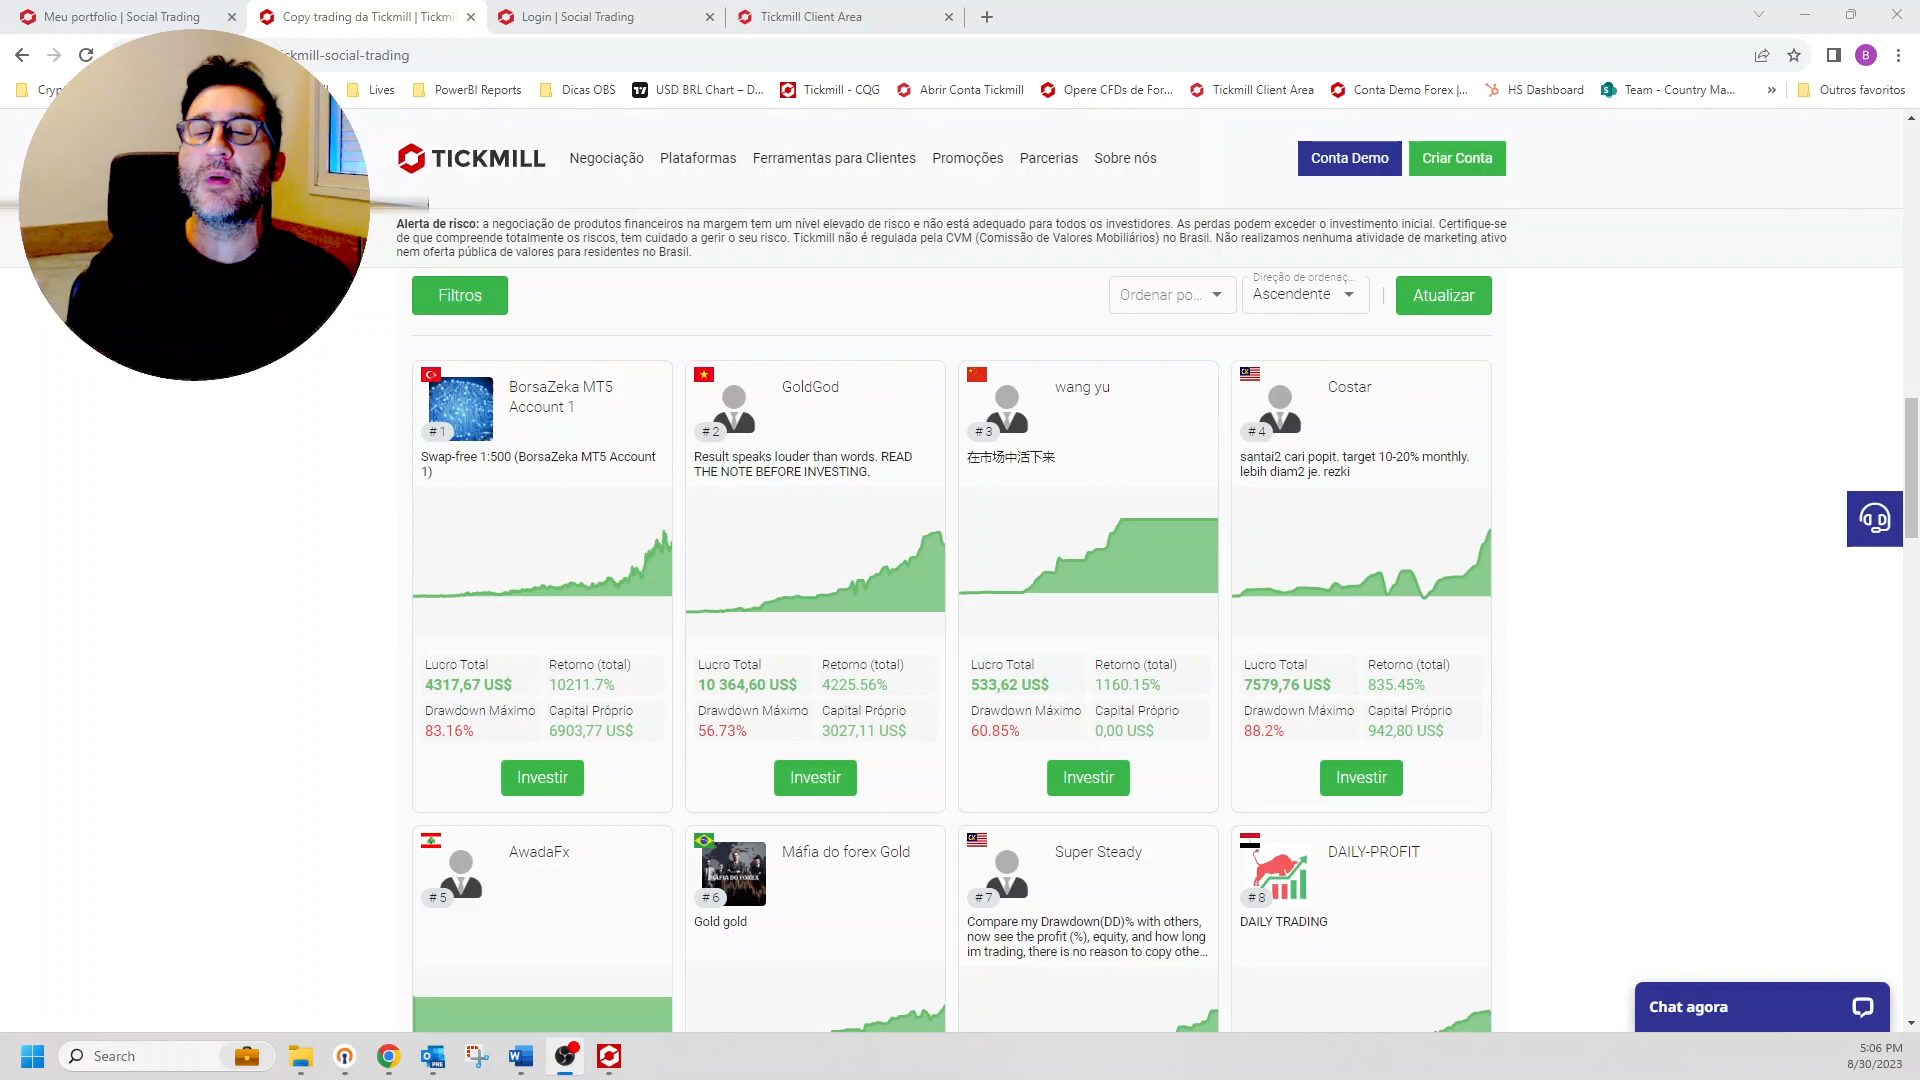 Meu portfolio | Social Trading
Copy trading da Tickmill | Tickmi
Login | Social Trading
Tickmill Client Area
ckmill-social-trading
B
Lives
PowerBI Reports
Dicas OBS
USD BRL Chart – D...
Tickmill - CQG
Abrir Conta Tickmill
Opere CFDs de For...
Tickmill Client Area
Conta Demo Forex |...
HS Dashboard
Team - Country Ma...
»
Outros favoritos
TICKMILL
Negociação
Plataformas
Ferramentas para Clientes
Promoções
Parcerias
Sobre nós
Conta Demo
Criar Conta
Alerta de risco: a negociação de produtos financeiros na margem tem um nível elevado de risco e não está adequado para todos os investidores. As perdas podem exceder o investimento inicial. Certifique-se
de que compreende totalmente os riscos, tem cuidado a gerir o seu risco. Tickmill não é regulada pela CVM (Comissão de Valores Mobiliários) no Brasil. Não realizamos nenhuma atividade de marketing ativo
nem oferta pública de valores para residentes no Brasil.
Filtros
Ordenar po...
Direção de ordenaç...
Ascendente
Atualizar
BorsaZeka MT5
Account 1
#1
Swap-free 1:500 (BorsaZeka MT5 Account
1)
Lucro Total
Retorno (total)
4317,67 US$
10211.7%
Drawdown Máximo
Capital Próprio
83.16%
6903,77 US$
Investir
GoldGod
#2
Result speaks louder than words. READ
THE NOTE BEFORE INVESTING.
Lucro Total
Retorno (total)
10 364,60 US$
4225.56%
Drawdown Máximo
Capital Próprio
56.73%
3027,11 US$
Investir
wang yu
#3
在市场中活下来
Lucro Total
Retorno (total)
533,62 US$
1160.15%
Drawdown Máximo
Capital Próprio
60.85%
0,00 US$
Investir
Costar
#4
santai2 cari popit. target 10-20% monthly.
lebih diam2 je. rezki
Lucro Total
Retorno (total)
7579,76 US$
835.45%
Drawdown Máximo
Capital Próprio
88.2%
942,80 US$
Investir
AwadaFx
#5
Máfia do forex Gold
MAFIA DO FOREX
#6
Gold gold
Super Steady
#7
Compare my Drawdown(DD)% with others,
now see the profit (%), equity, and how long
im trading, there is no reason to copy othe...
DAILY-PROFIT
#8
DAILY TRADING
Chat agora
Search
5:06 PM
8/30/2023